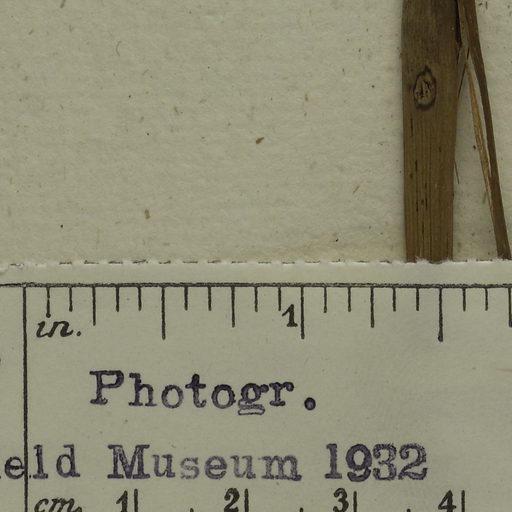 in. 1
Photogr.
eld Museum 1932
cm. 1 2 3 4